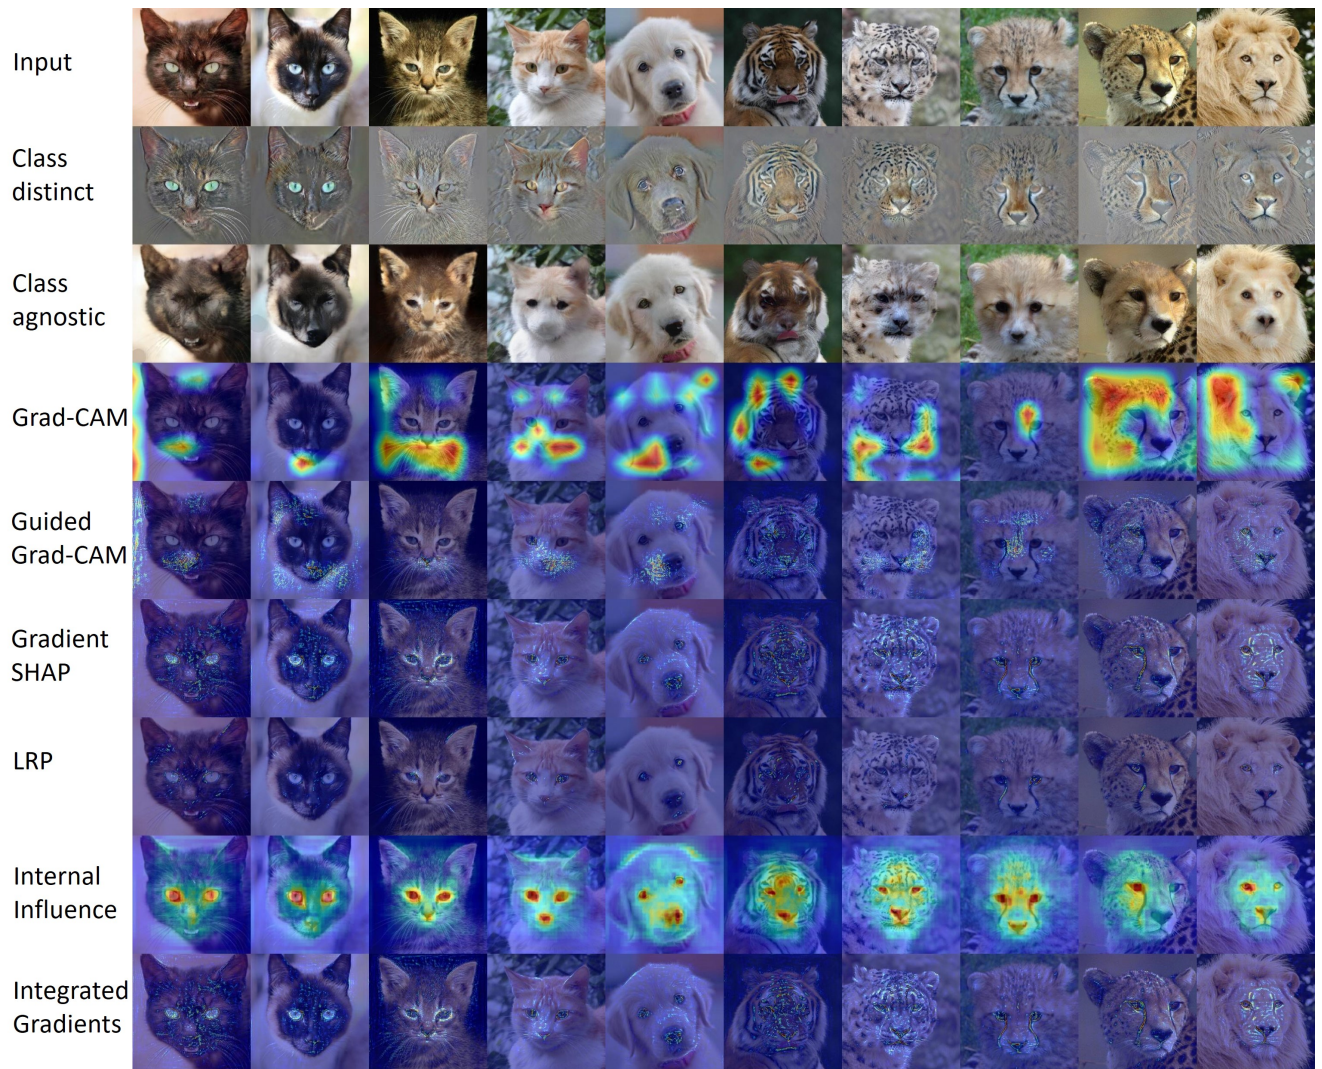 Input
Class
distinct
Class
agnostic
Grad-CAM
Guided
Grad-CAM
Gradient
SHAP
LRP
Internal
Influence
Integrated
Gradients